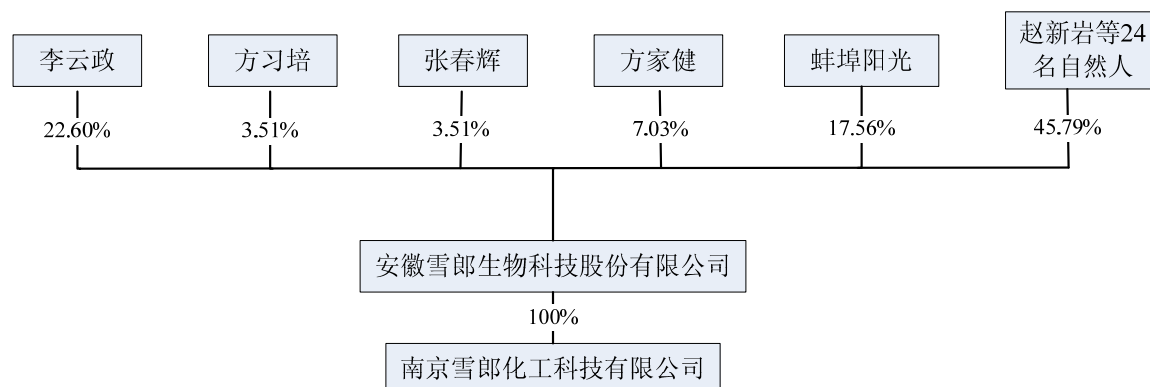 李云政
方习培
张春辉
方家健
蚌埠阳光
赵新岩等24
名自然人
22.60%
3.51%
3.51%
7.03%
17.56%
45.79%
安徽雪郎生物科技股份有限公司
100%
南京雪郎化工科技有限公司